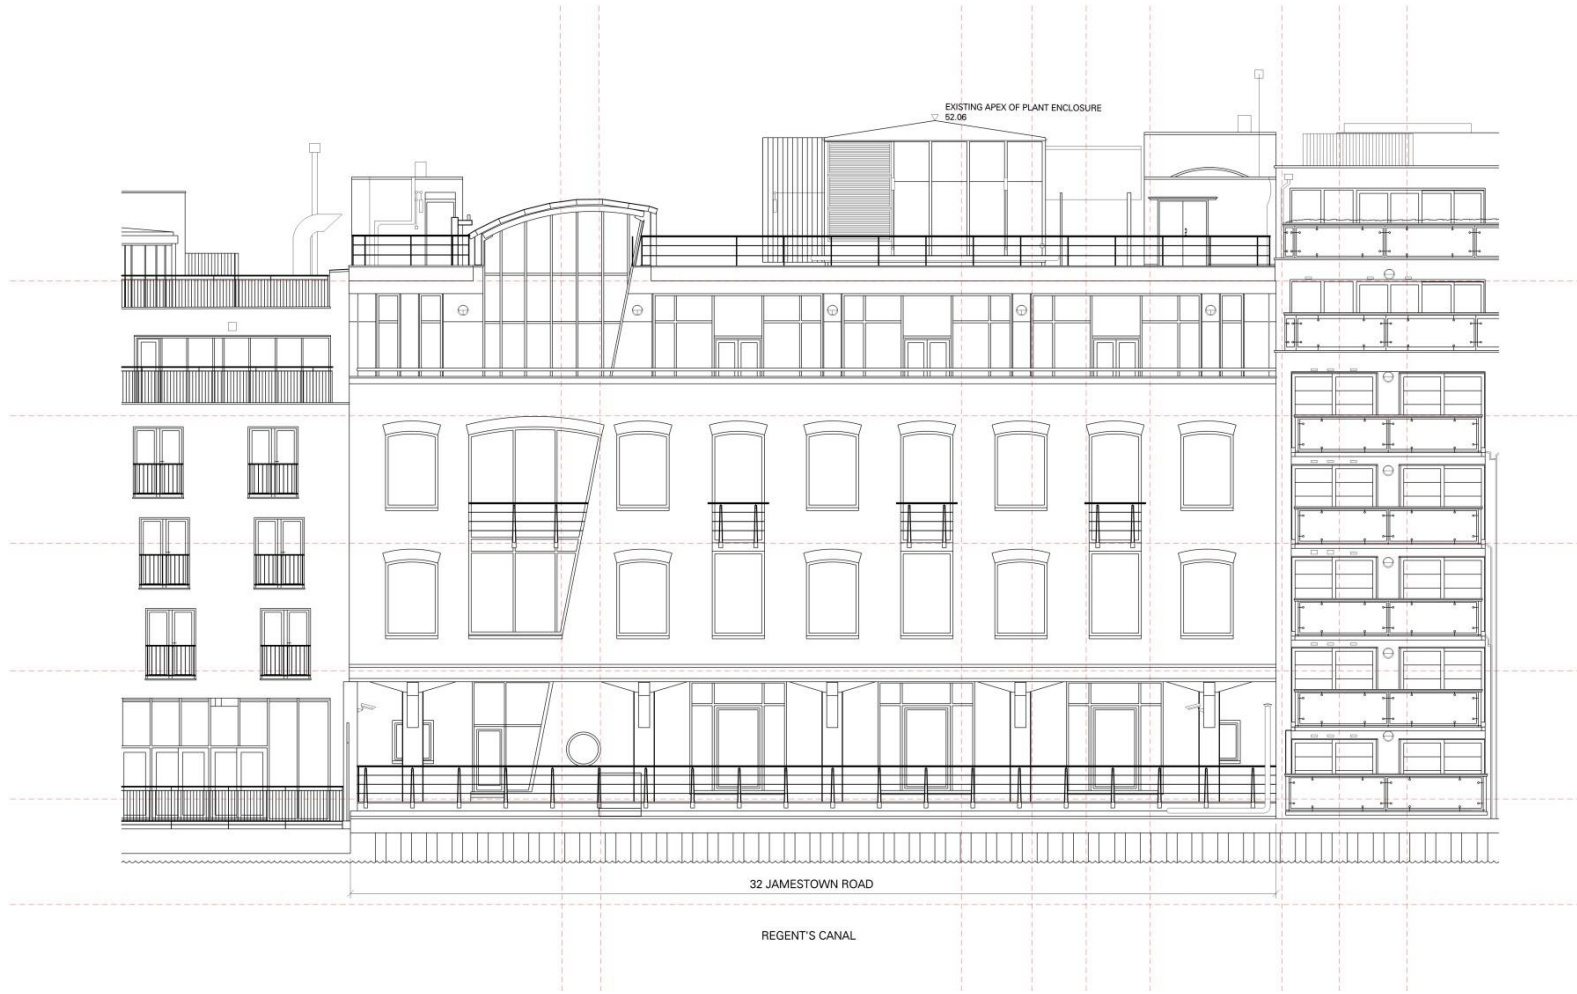 EXISTING APEX OF PLANT ENCLOSURE
52.06
32 JAMESTOWN ROAD
REGENT'S CANAL